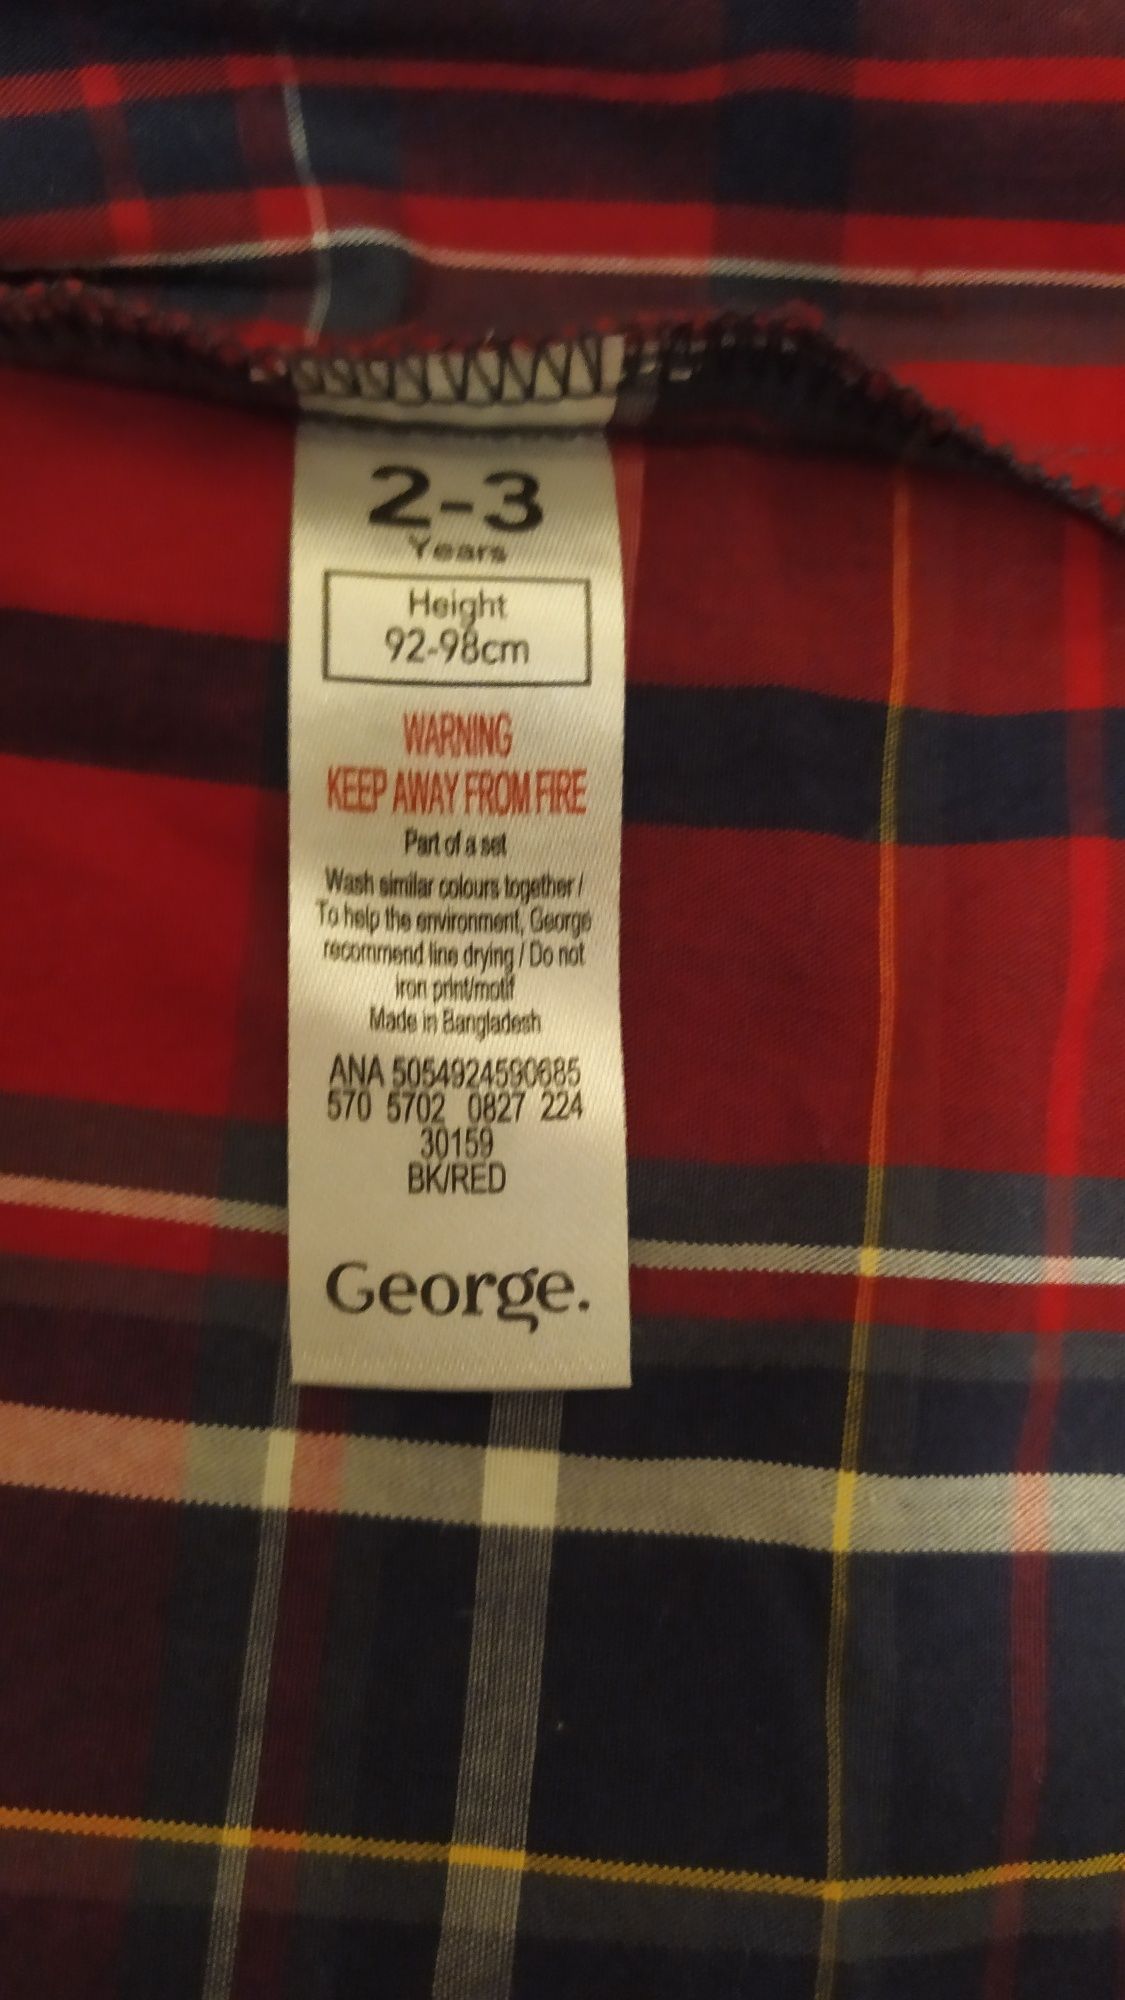 2-3
Years
Height
92-98cm
WARNING
KEEP AWAY FROM FIRE
Part of a set
Wash similar colours together /
To help the environment, George
recommend line drying / Do not
iron print/motif
Made in Bangladesh
ANA 5054924590685
570 5702 0827 224
30159
BK/RED
George.